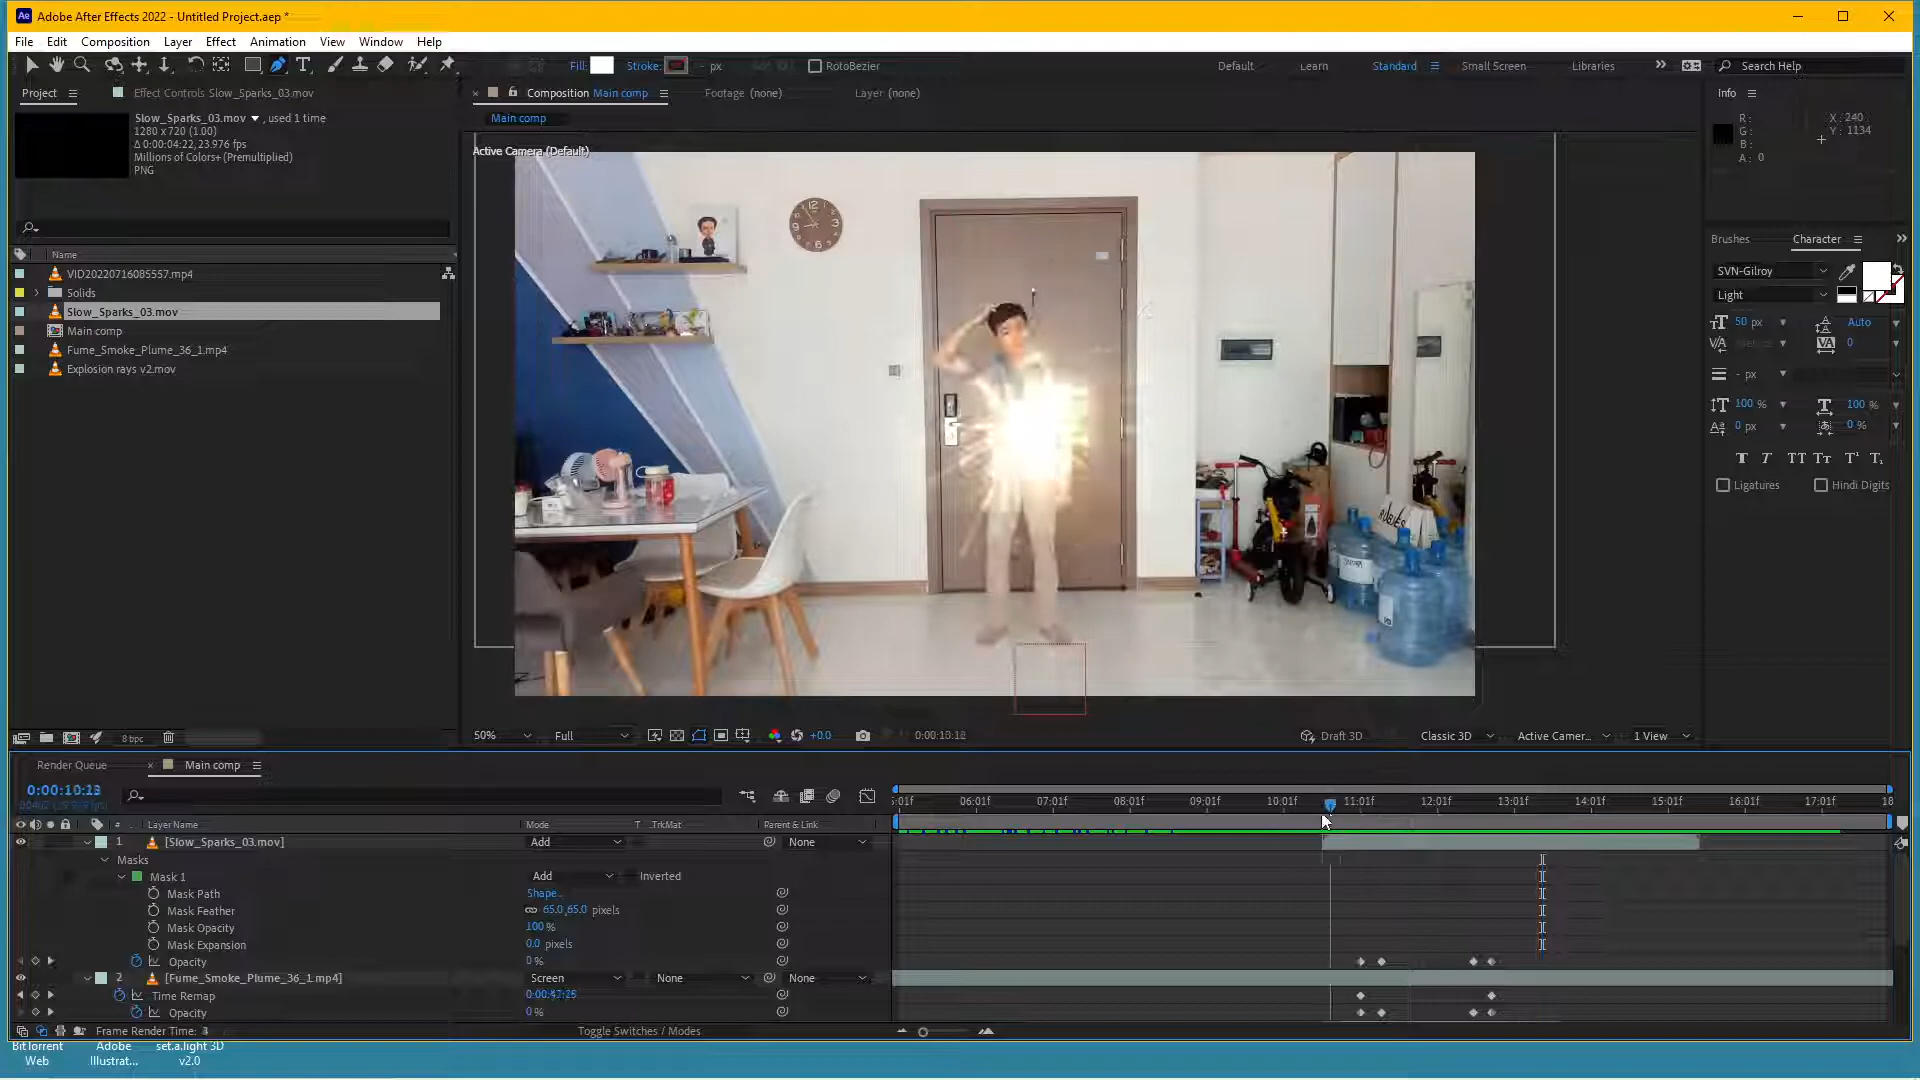 Adobe After Effects 2022 - Untitled Project.aep *
File Edit Composition Layer Effect Animation View Window Help
Fill: Stroke: - px RotoBezier Default Learn Standard Small Screen Libraries Search Help
Project Effect Controls Slow_Sparks_03.mov
Composition Main comp Footage (none) Layer (none)
Info
Slow_Sparks_03.mov , used 1 time
1280 x 720 (1.00)
Δ 0:00:04:22, 23.976 fps
Millions of Colors+ (Premultiplied)
PNG
Main comp
Active Camera (Default)
R:
G:
B:
A: 0
X: 240
Y: 1134
Name
VID20220716085557.mp4
Solids
Slow_Sparks_03.mov
Main comp
Fume_Smoke_Plume_36_1.mp4
Explosion rays v2.mov
Brushes Character
SVN-Gilroy
Light
50 px Auto
0
- px
100 % 100 %
0 px 0 %
T T TT Tt T¹ T₁
Ligatures Hindi Digits
12
3
6
9
RUBIES
8 bpc
50% Full +0.0 Draft 3D Classic 3D Active Camer... 1 View
Render Queue Main comp
06:01f 07:01f 08:01f 09:01f 10:01f 11:01f 12:01f 13:01f 14:01f 15:01f 16:01f 17:01f 18
# Layer Name Mode T .TrkMat Parent & Link
1 [Slow_Sparks_03.mov] Add None
Masks
Mask 1 Add Inverted
Mask Path Shape...
Mask Feather 65.0,65.0 pixels
Mask Opacity 100 %
Mask Expansion 0.0 pixels
Opacity 0 %
2 [Fume_Smoke_Plume_36_1.mp4] Screen None None
Time Remap
Opacity 0 %
Frame Render Time: Toggle Switches / Modes
BitTorrent Web
Adobe Illustrat...
set.a.light 3D v2.0